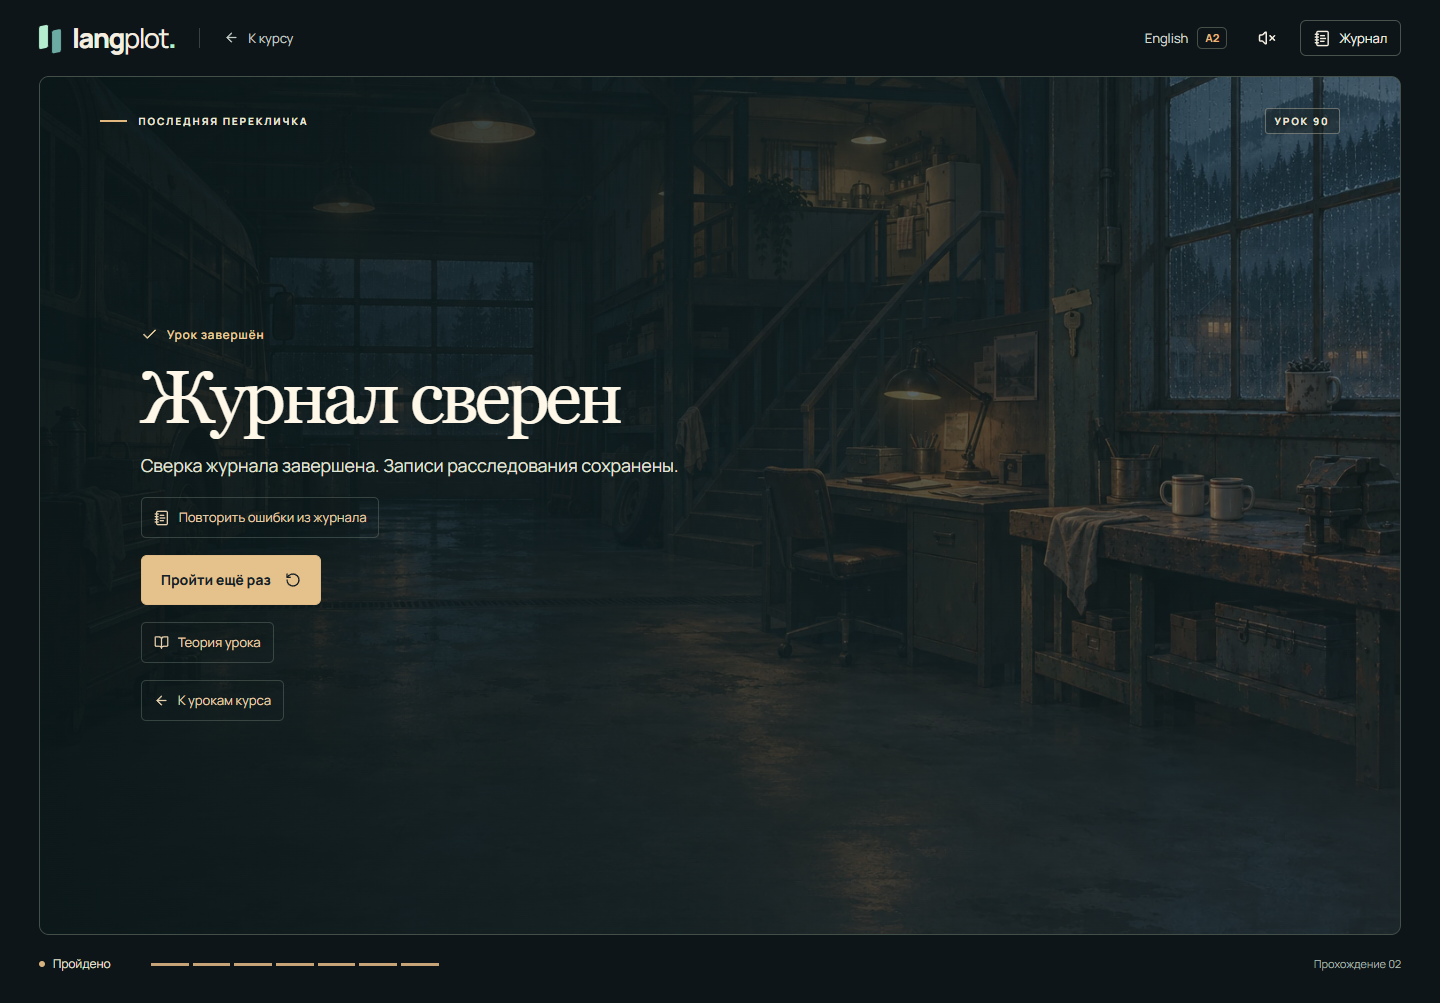 langplot.
К курсу
English A2
Журнал
ПОСЛЕДНЯЯ ПЕРЕКЛИЧКА
УРОК 90
Урок завершён
Журнал сверен
Сверка журнала завершена. Записи расследования сохранены.
Повторить ошибки из журнала
Пройти ещё раз
Теория урока
К урокам курса
Пройдено
Прохождение 02